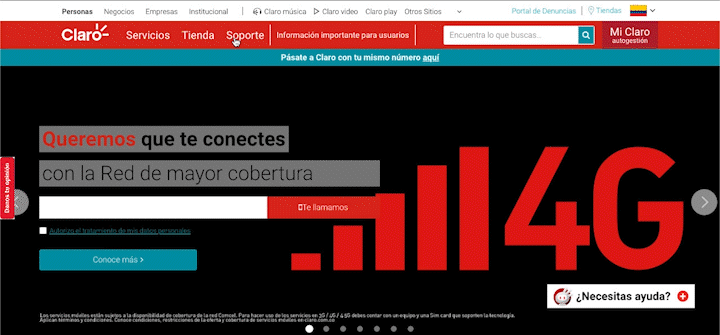 Personas Negocios Empresas Institucional Claro música Claro video Claro play Otros Sitios Portal de Denuncias Tiendas
Claro Servicios Tienda Soporte Información importante para usuarios Encuentra lo que buscas... Mi Claro
autogestión
Pásate a Claro con tu mismo número aquí
Queremos que te conectes
con la Red de mayor cobertura
Danos tu opinión
Te llamamos
4G
Autorizo el tratamiento de mis datos personales
Conoce más >
¿Necesitas ayuda?
Los servicios móviles están sujetos a la disponibilidad de cobertura de la red Comcel. Para hacer uso de los servicios en 3G /4G / 4.5G debes contar con un equipo y una Sim card que soporten la tecnología.
Aplican términos y condiciones. Conoce condiciones, restricciones de la oferta y cobertura de servicios móviles en claro.com.co